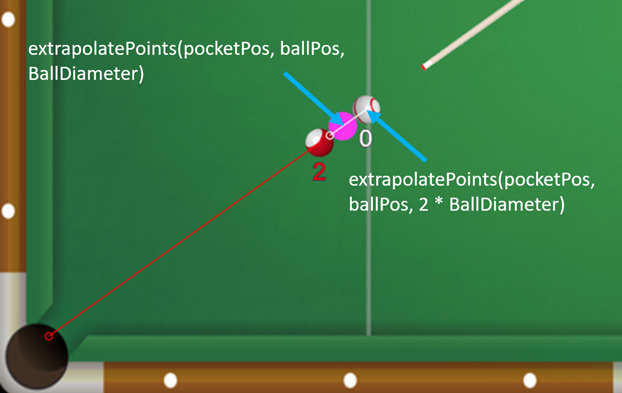 extrapolatePoints(pocketPos, ballPos,
BallDiameter)
0
2
extrapolatePoints(pocketPos,
ballPos, 2 * BallDiameter)